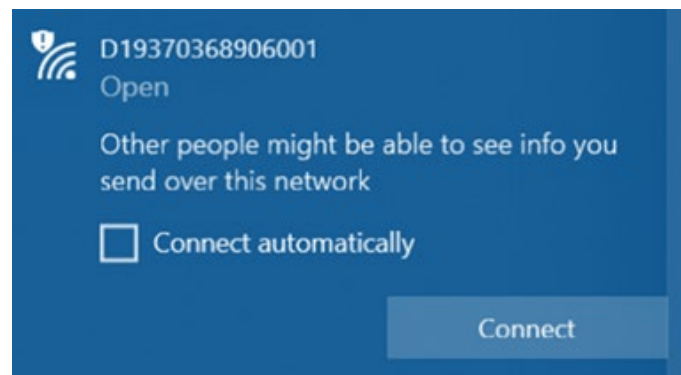 D19370368906001
Open
Other people might be able to see info you
send over this network
Connect automatically
Connect